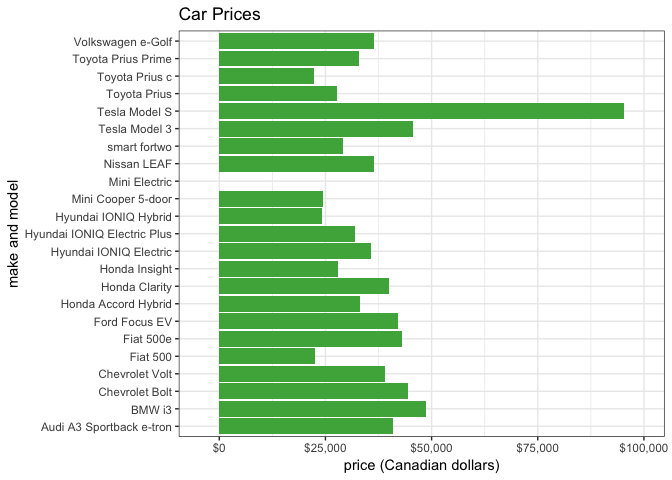 Car Prices
Volkswagen e-Golf
Toyota Prius Prime
Toyota Prius c
Toyota Prius
Tesla Model S
Tesla Model 3
smart fortwo
Nissan LEAF
Mini Electric
Mini Cooper 5-door
Hyundai IONIQ Hybrid
Hyundai IONIQ Electric Plus
Hyundai IONIQ Electric
Honda Insight
Honda Clarity
Honda Accord Hybrid
Ford Focus EV
Fiat 500e
Fiat 500
Chevrolet Volt
Chevrolet Bolt
BMW i3
Audi A3 Sportback e-tron
make and model
$0 $25,000 $50,000 $75,000 $100,000
price (Canadian dollars)